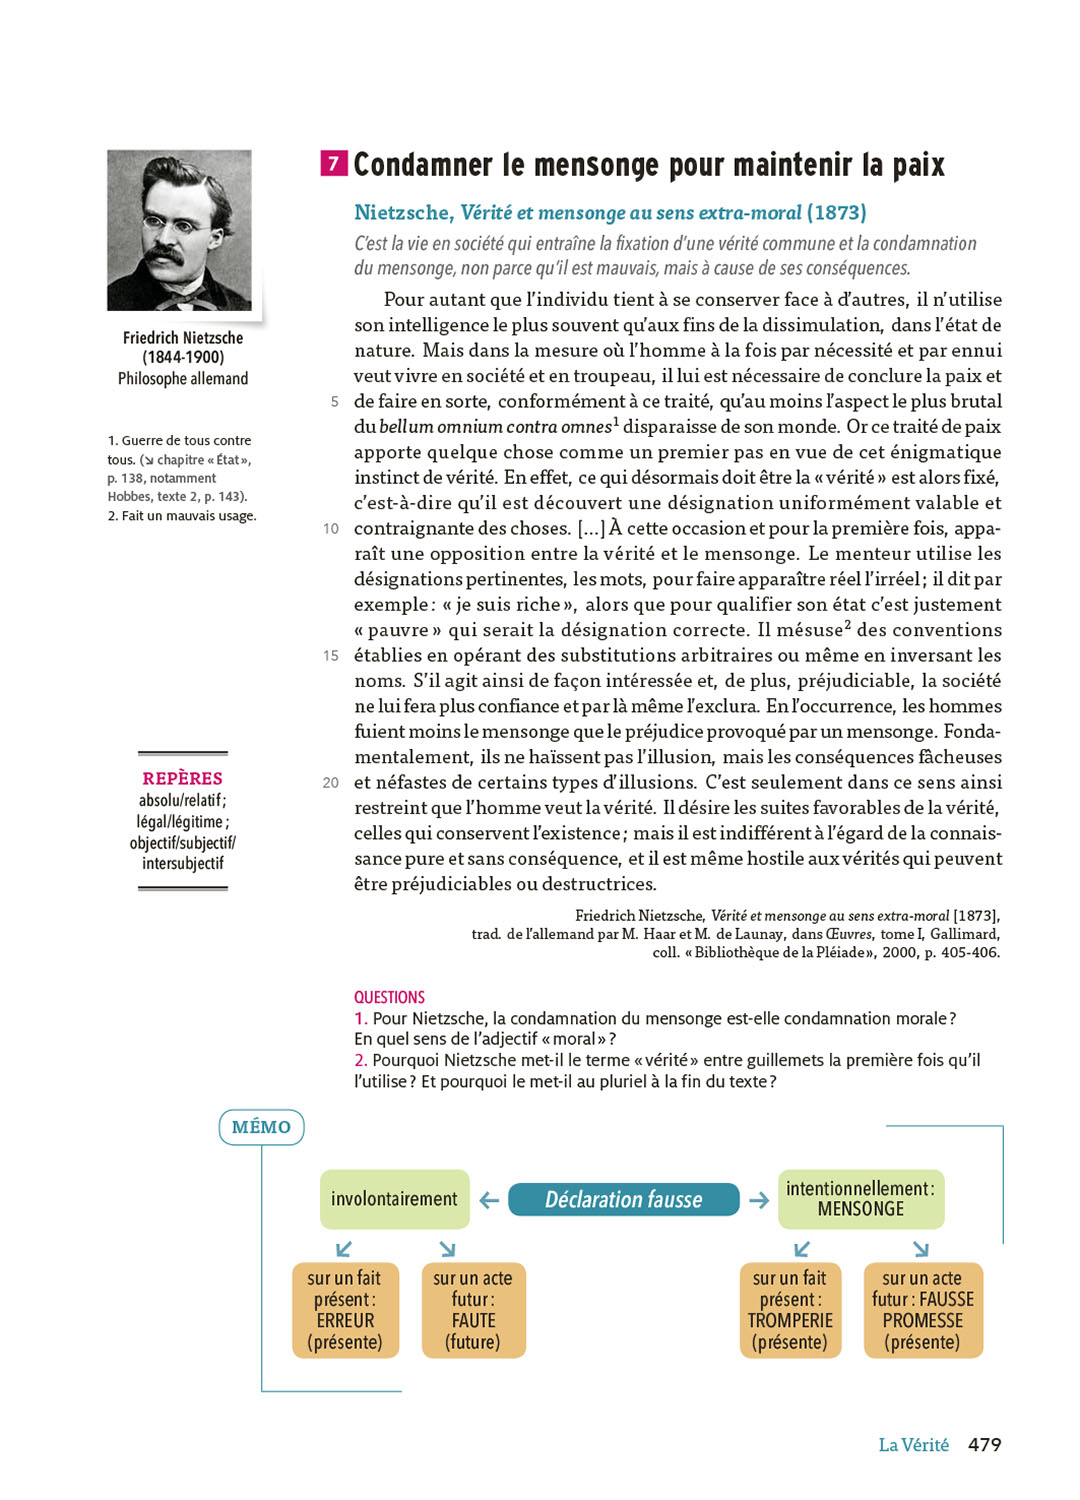 7 Condamner le mensonge pour maintenir la paix
Nietzsche, Vérité et mensonge au sens extra-moral (1873)
C'est la vie en société qui entraîne la fixation d'une vérité commune et la condamnation
du mensonge, non parce qu'il est mauvais, mais à cause de ses conséquences.
Friedrich Nietzsche
(1844-1900)
Philosophe allemand
1. Guerre de tous contre
tous. (↘ chapitre « État »,
p. 138, notamment
Hobbes, texte 2, p. 143).
2. Fait un mauvais usage.
REPÈRES
absolu/relatif ;
légal/légitime ;
objectif/subjectif/
intersubjectif
Pour autant que l'individu tient à se conserver face à d'autres, il n'utilise
son intelligence le plus souvent qu'aux fins de la dissimulation, dans l'état de
nature. Mais dans la mesure où l'homme à la fois par nécessité et par ennui
veut vivre en société et en troupeau, il lui est nécessaire de conclure la paix et
5 de faire en sorte, conformément à ce traité, qu'au moins l'aspect le plus brutal
du bellum omnium contra omnes1 disparaisse de son monde. Or ce traité de paix
apporte quelque chose comme un premier pas en vue de cet énigmatique
instinct de vérité. En effet, ce qui désormais doit être la « vérité » est alors fixé,
c'est-à-dire qu'il est découvert une désignation uniformément valable et
10 contraignante des choses. [...] À cette occasion et pour la première fois, appa-
raît une opposition entre la vérité et le mensonge. Le menteur utilise les
désignations pertinentes, les mots, pour faire apparaître réel l'irréel ; il dit par
exemple : « je suis riche », alors que pour qualifier son état c'est justement
« pauvre » qui serait la désignation correcte. Il mésuse2 des conventions
15 établies en opérant des substitutions arbitraires ou même en inversant les
noms. S'il agit ainsi de façon intéressée et, de plus, préjudiciable, la société
ne lui fera plus confiance et par là même l'exclura. En l'occurrence, les hommes
fuient moins le mensonge que le préjudice provoqué par un mensonge. Fonda-
mentalement, ils ne haïssent pas l'illusion, mais les conséquences fâcheuses
20 et néfastes de certains types d'illusions. C'est seulement dans ce sens ainsi
restreint que l'homme veut la vérité. Il désire les suites favorables de la vérité,
celles qui conservent l'existence ; mais il est indifférent à l'égard de la connais-
sance pure et sans conséquence, et il est même hostile aux vérités qui peuvent
être préjudiciables ou destructrices.
Friedrich Nietzsche, Vérité et mensonge au sens extra-moral [1873],
trad. de l'allemand par M. Haar et M. de Launay, dans Œuvres, tome I, Gallimard,
coll. « Bibliothèque de la Pléiade », 2000, p. 405-406.
QUESTIONS
1. Pour Nietzsche, la condamnation du mensonge est-elle condamnation morale ?
En quel sens de l'adjectif « moral » ?
2. Pourquoi Nietzsche met-il le terme « vérité » entre guillemets la première fois qu'il
l'utilise ? Et pourquoi le met-il au pluriel à la fin du texte ?
MÉMO
involontairement
← Déclaration fausse →
intentionnellement :
MENSONGE
sur un fait
présent :
ERREUR
(présente)
sur un acte
futur :
FAUTE
(future)
sur un fait
présent :
TROMPERIE
(présente)
sur un acte
futur : FAUSSE
PROMESSE
(présente)
La Vérité 479